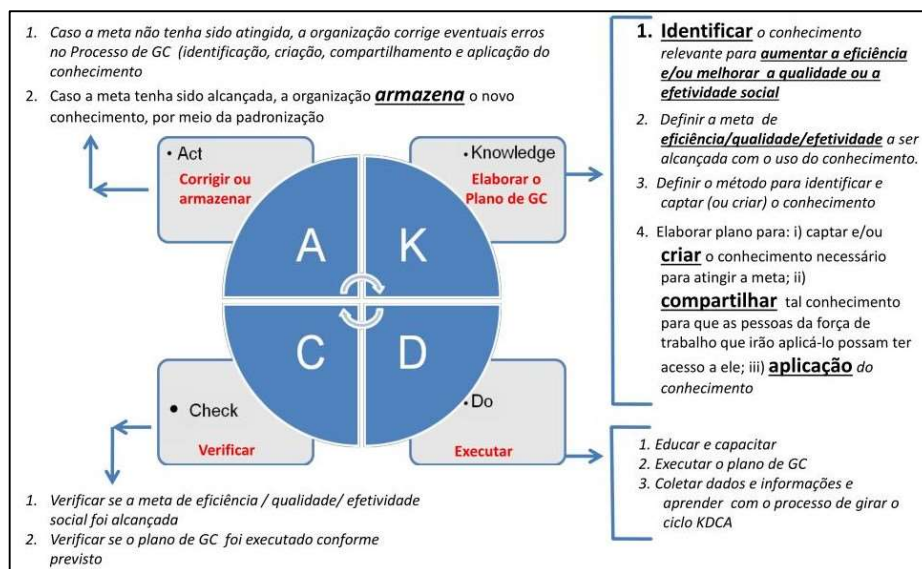 1. Caso a meta não tenha sido atingida, a organização corrige eventuais erros
no Processo de GC (identificação, criação, compartilhamento e aplicação do
conhecimento
2. Caso a meta tenha sido alcançada, a organização armazena o novo
conhecimento, por meio da padronização
• Act
Corrigir ou
armazenar
• Knowledge
Elaborar o
Plano de GC
1. Identificar o conhecimento
relevante para aumentar a eficiência
e/ou melhorar a qualidade ou a
efetividade social
2. Definir a meta de
eficiência/qualidade/efetividade a ser
alcançada com o uso do conhecimento.
3. Definir o método para identificar e
captar (ou criar) o conhecimento
4. Elaborar plano para: i) captar e/ou
criar o conhecimento necessário
para atingir a meta; ii)
compartilhar tal conhecimento
para que as pessoas da força de
trabalho que irão aplicá-lo possam ter
acesso a ele; iii) aplicação do
conhecimento
A
K
C
D
• Check
Verificar
• Do
Executar
1. Educar e capacitar
2. Executar o plano de GC
3. Coletar dados e informações e
aprender com o processo de girar o
ciclo KDCA
1. Verificar se a meta de eficiência / qualidade/ efetividade
social foi alcançada
2. Verificar se o plano de GC foi executado conforme
previsto